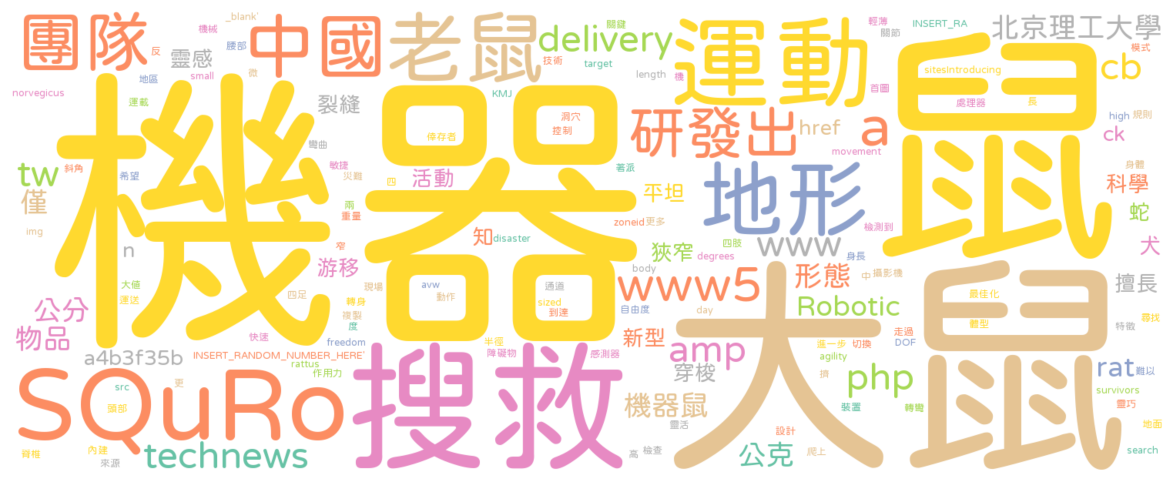 團隊
中國
老鼠
運動
鼠
北京理工大學
_blank'
機械
關鍵
輕薄
INSERT_RA
靈感
腰部
反
delivery
技術
target
關節
模式
地區
small
微
length
機
sitesIntroducing
cb
norvegicus
運載
裂縫
KMJ
首圖
處理器
長
機
器
倖存者
洞穴
控制
研發出
href
a
high
規則
ck
彎曲
敏捷
movement
tw
斜角
希望
災難
活動
四
著派
地形
身體
科學
僅
兩
重量
平坦
蛇
img
zoneid
更多
檢測到
n
窄
知
disaster
狹窄
四肢
www
犬
degrees
游移
現場
avw
動作
body
通道
身長
中
攝影機
大值
運送
四足
轉身
複製
度
sized
到達
自由度
www5
day
形態
擅長
公分
物品
快速
freedom
半徑
障礙物
新型
Robotic
最佳化
體型
特徵
尋找
a4b3f35b
INSERT_RANDOM_NUMBER_HERE'
rattus
作用力
感測器
amp
進一步
切換
走過
DOF
大
鼠
SQuRo
src
更
搜救
穿梭
擠
agility
php
rat
難以
頭部
機器鼠
裝置
轉彎
survivors
靈巧
靈活
設計
地面
脊椎
內建
來源
technews
高
檢查
公克
爬上
search